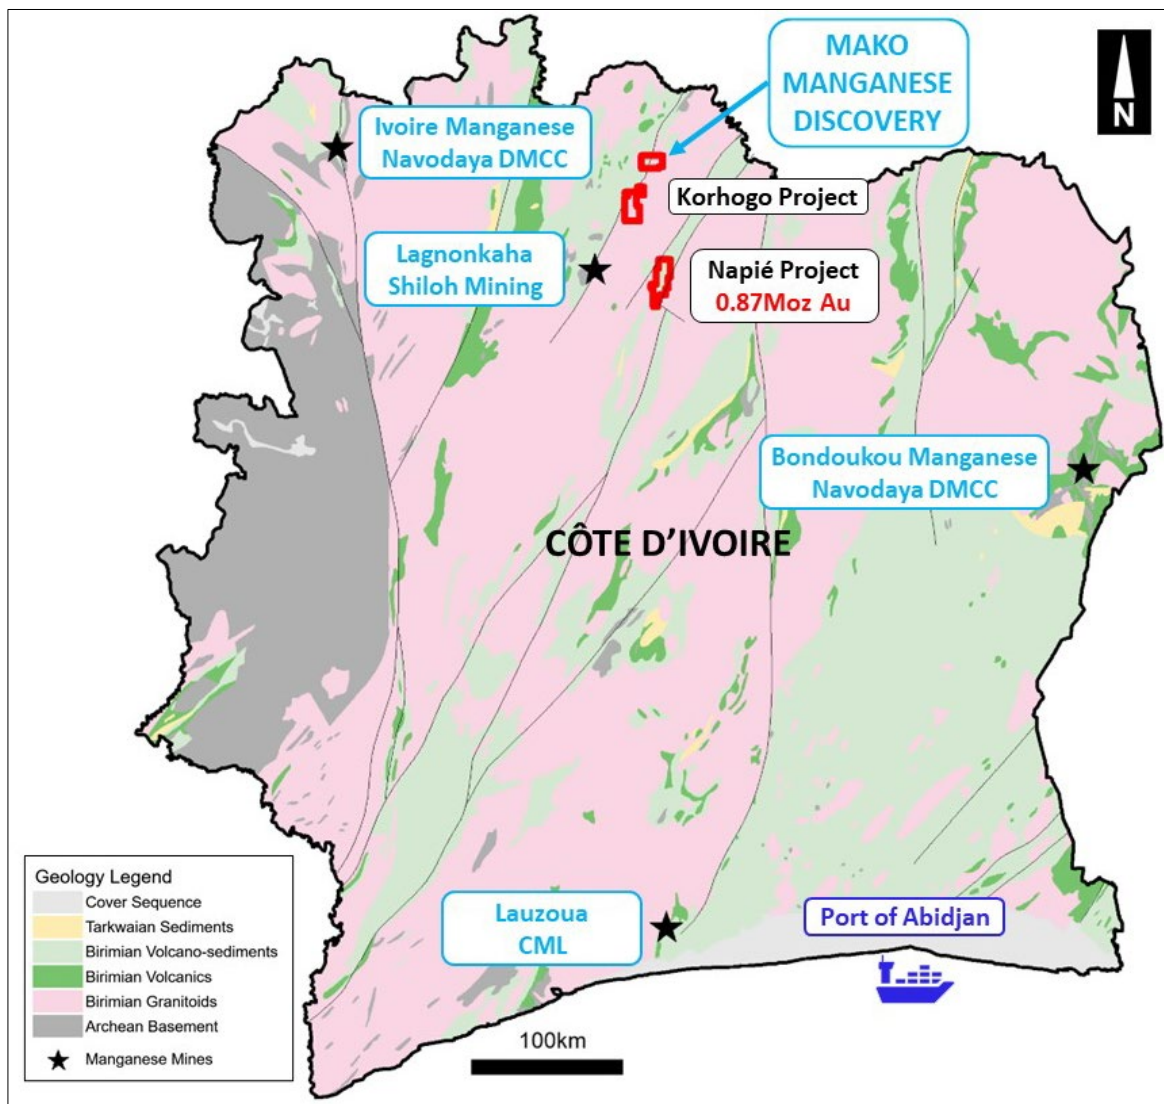 MAKO
MANGANESE
DISCOVERY
N
Ivoire Manganese
Navodaya DMCC
Korhogo Project
Lagnonkaha
Shiloh Mining
Napié Project
0.87Moz Au
Bondoukou Manganese
Navodaya DMCC
CÔTE D'IVOIRE
Geology Legend
Cover Sequence
Tarkwaian Sediments
Birimian Volcano-sediments
Birimian Volcanics
Birimian Granitoids
Archean Basement
Manganese Mines
Lauzoua
CML
Port of Abidjan
100km